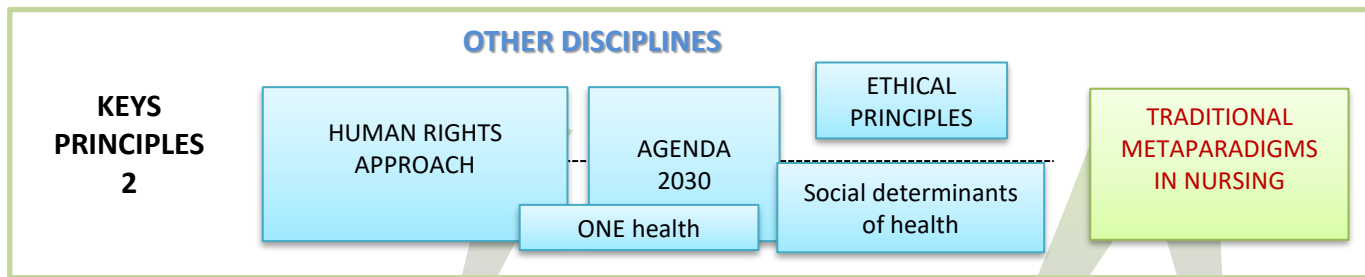 OTHER DISCIPLINES
KEYS
PRINCIPLES
2
HUMAN RIGHTS
APPROACH
AGENDA
2030
ONE health
ETHICAL
PRINCIPLES
Social determinants
of health
TRADITIONAL
METAPARADIGMS
IN NURSING